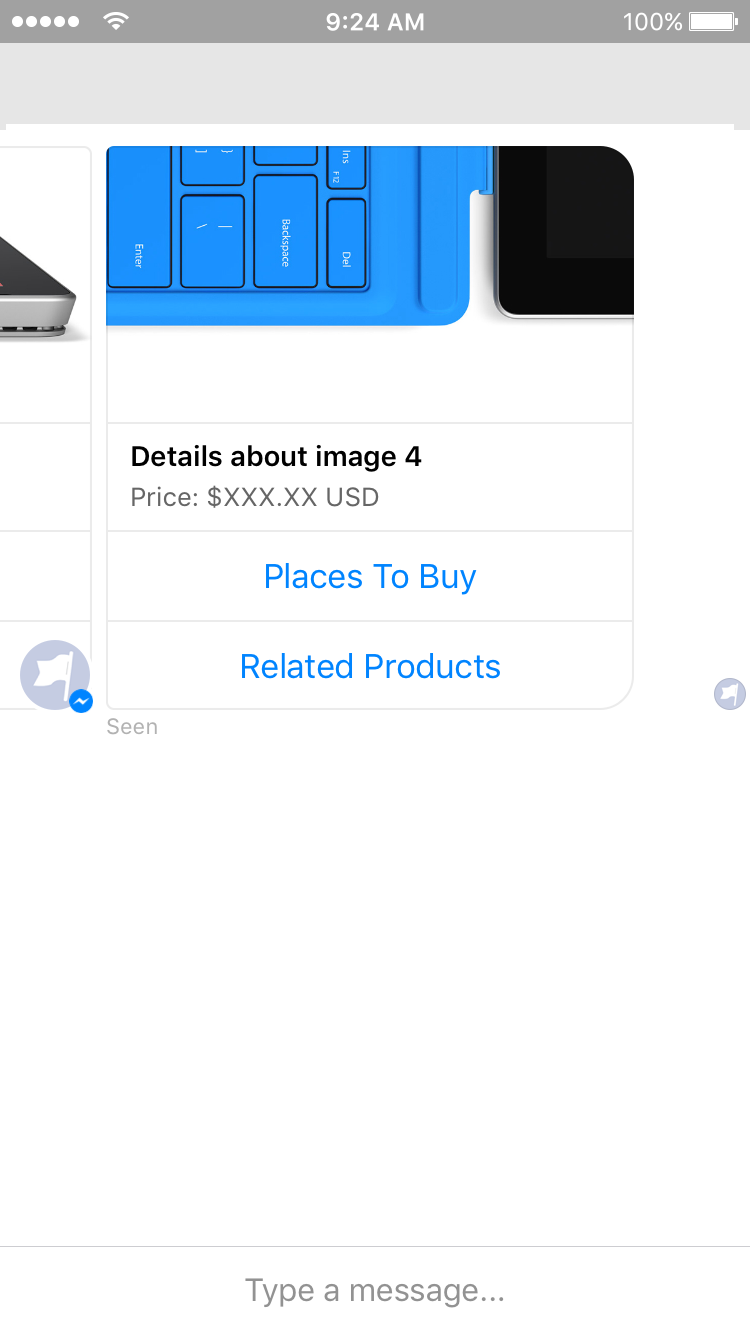 9:24 AM
100%
] }
Ins
F12
\ |
Enter
Backspace
Del
Details about image 4
Price: $XXX.XX USD
Places To Buy
Related Products
Seen
Type a message...